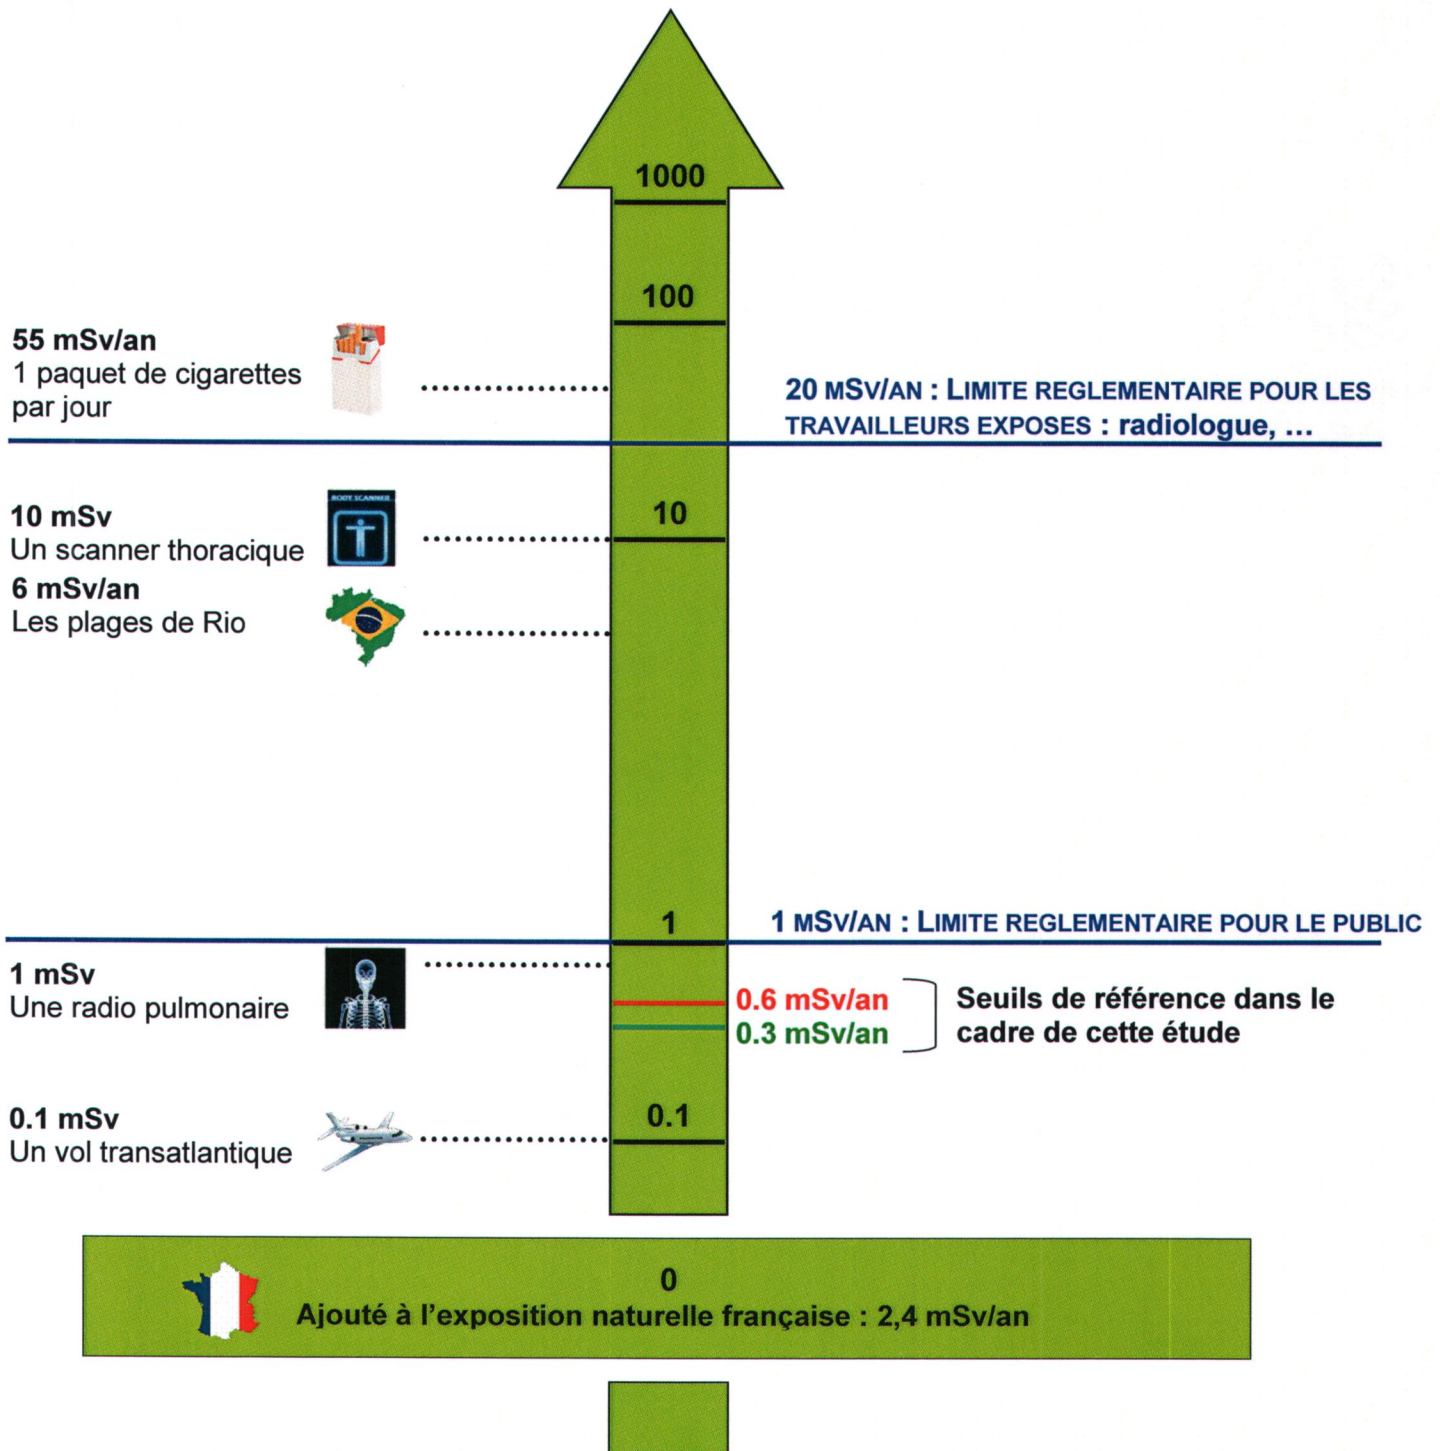 1000
100
55 mSv/an
1 paquet de cigarettes
par jour
20 MSV/AN : LIMITE REGLEMENTAIRE POUR LES
TRAVAILLEURS EXPOSES : radiologue, ...
BODY SCANNER
10 mSv
Un scanner thoracique
10
6 mSv/an
Les plages de Rio
1
1 MSV/AN : LIMITE REGLEMENTAIRE POUR LE PUBLIC
1 mSv
Une radio pulmonaire
0.6 mSv/an
0.3 mSv/an
Seuils de référence dans le
cadre de cette étude
0.1 mSv
Un vol transatlantique
0.1
0
Ajouté à l'exposition naturelle française : 2,4 mSv/an